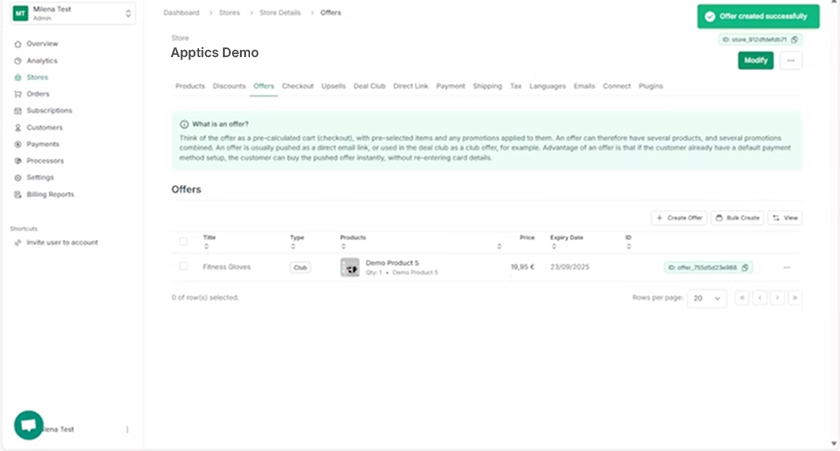 MT
Milena Test
Admin
Overview
Analytics
Stores
Orders
Subscriptions
Customers
Payments
Processors
Settings
Billing Reports
Shortcuts
Invite user to account
lena Test
Dashboard > Stores > Store Details > Offers
Offer created successfully
Store
Apptics Demo
Modify
Products Discounts Offers Checkout Upsells Deal Club Direct Link Payment Shipping Tax Languages Emails Connect Plugins
What is an offer?
Think of the offer as a pre-calculated cart (checkout), with pre-selected items and any promotions applied to them. An offer can therefore have several products, and several promotions
combined. An offer is usually pushed as a direct email link, or used in the deal club as a club offer, for example. Advantage of an offer is that if the customer already have a default payment
method setup, the customer can buy the pushed offer instantly, without re-entering card details.
Offers
Create Offer Bulk Create View
Title Type Products Price Expiry Date ID
Fitness Gloves Club Demo Product 5 19,95 € 23/09/2025
Qty: 1 • Demo Product 5
0 of row(s) selected.
Rows per page: 20